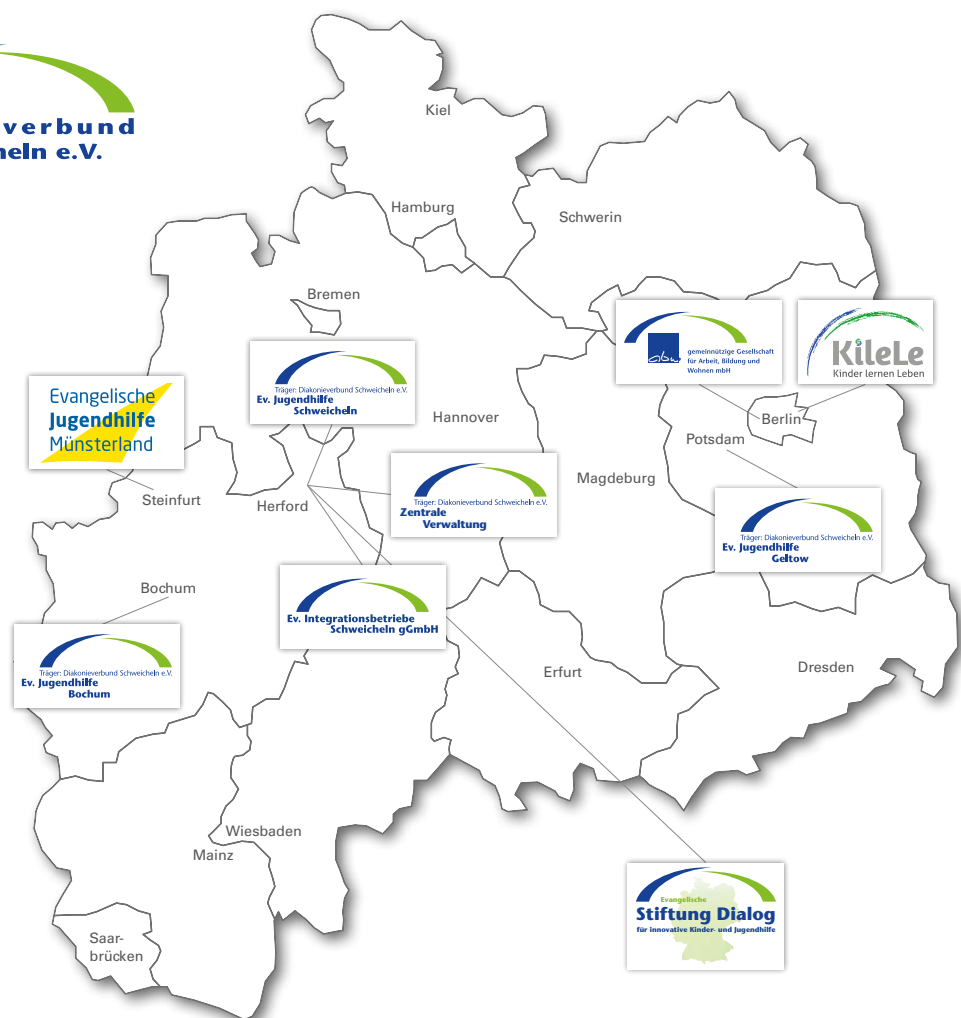 verbund
heln e.V.
Kiel
Hamburg
Schwerin
Bremen
gemeinnützige Gesellschaft
für Arbeit, Bildung und
Wohnen mbH
abw
KileLe
Kinder lernen Leben
Träger: Diakonieverbund Schweicheln e.V.
Ev. Jugendhilfe
Schweicheln
Evangelische
Jugendhilfe
Münsterland
Hannover
Berlin
Potsdam
Magdeburg
Steinfurt
Herford
Träger: Diakonieverbund Schweicheln e.V.
Zentrale
Verwaltung
Träger: Diakonieverbund Schweicheln e.V.
Ev. Jugendhilfe
Geltow
Bochum
Ev. Integrationsbetriebe
Schweicheln gGmbH
Träger: Diakonieverbund Schweicheln e.V.
Ev. Jugendhilfe
Bochum
Erfurt
Dresden
Wiesbaden
Mainz
Evangelische
Stiftung Dialog
für innovative Kinder- und Jugendhilfe
Saar-
brücken